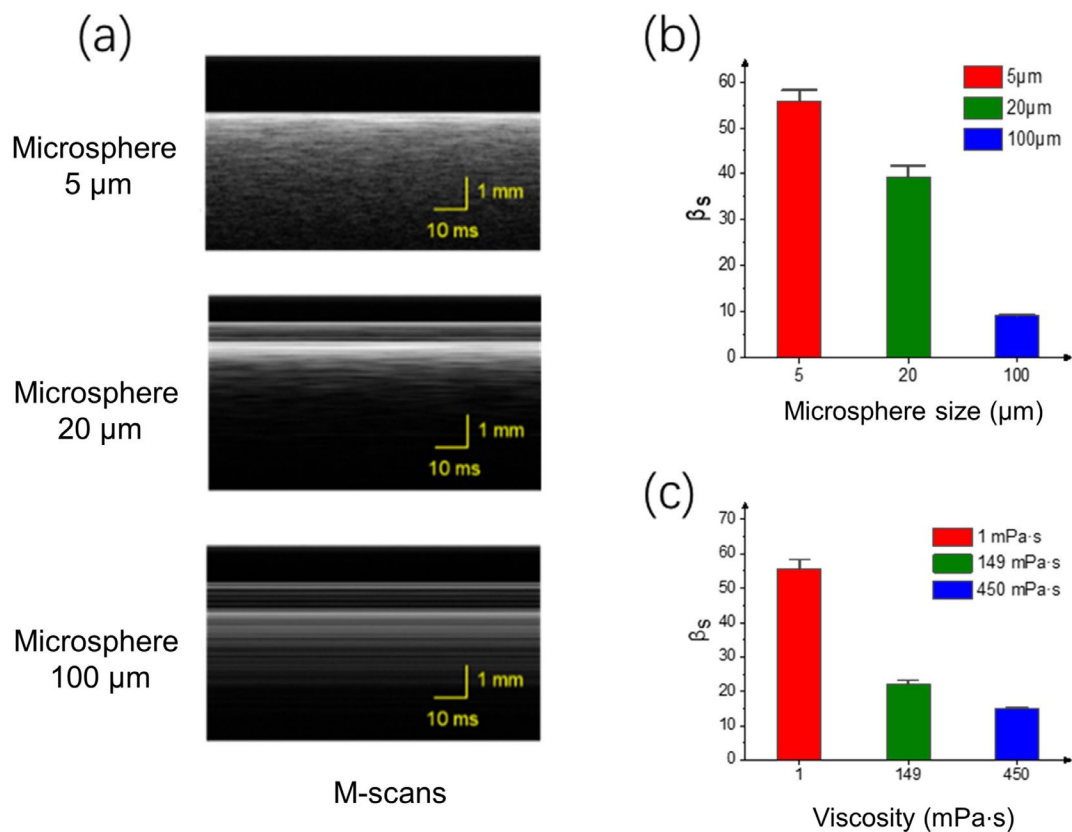 (a)
Microsphere
5 μm
1 mm
10 ms
Microsphere
20 μm
1 mm
10 ms
Microsphere
100 μm
1 mm
10 ms
M-scans
(b)
60
50
40
30
20
10
0
βs
5μm
20μm
100μm
5 20 100
Microsphere size (μm)
(c)
70
60
50
40
30
20
10
0
βs
1 mPa·s
149 mPa·s
450 mPa·s
1 149 450
Viscosity (mPa·s)